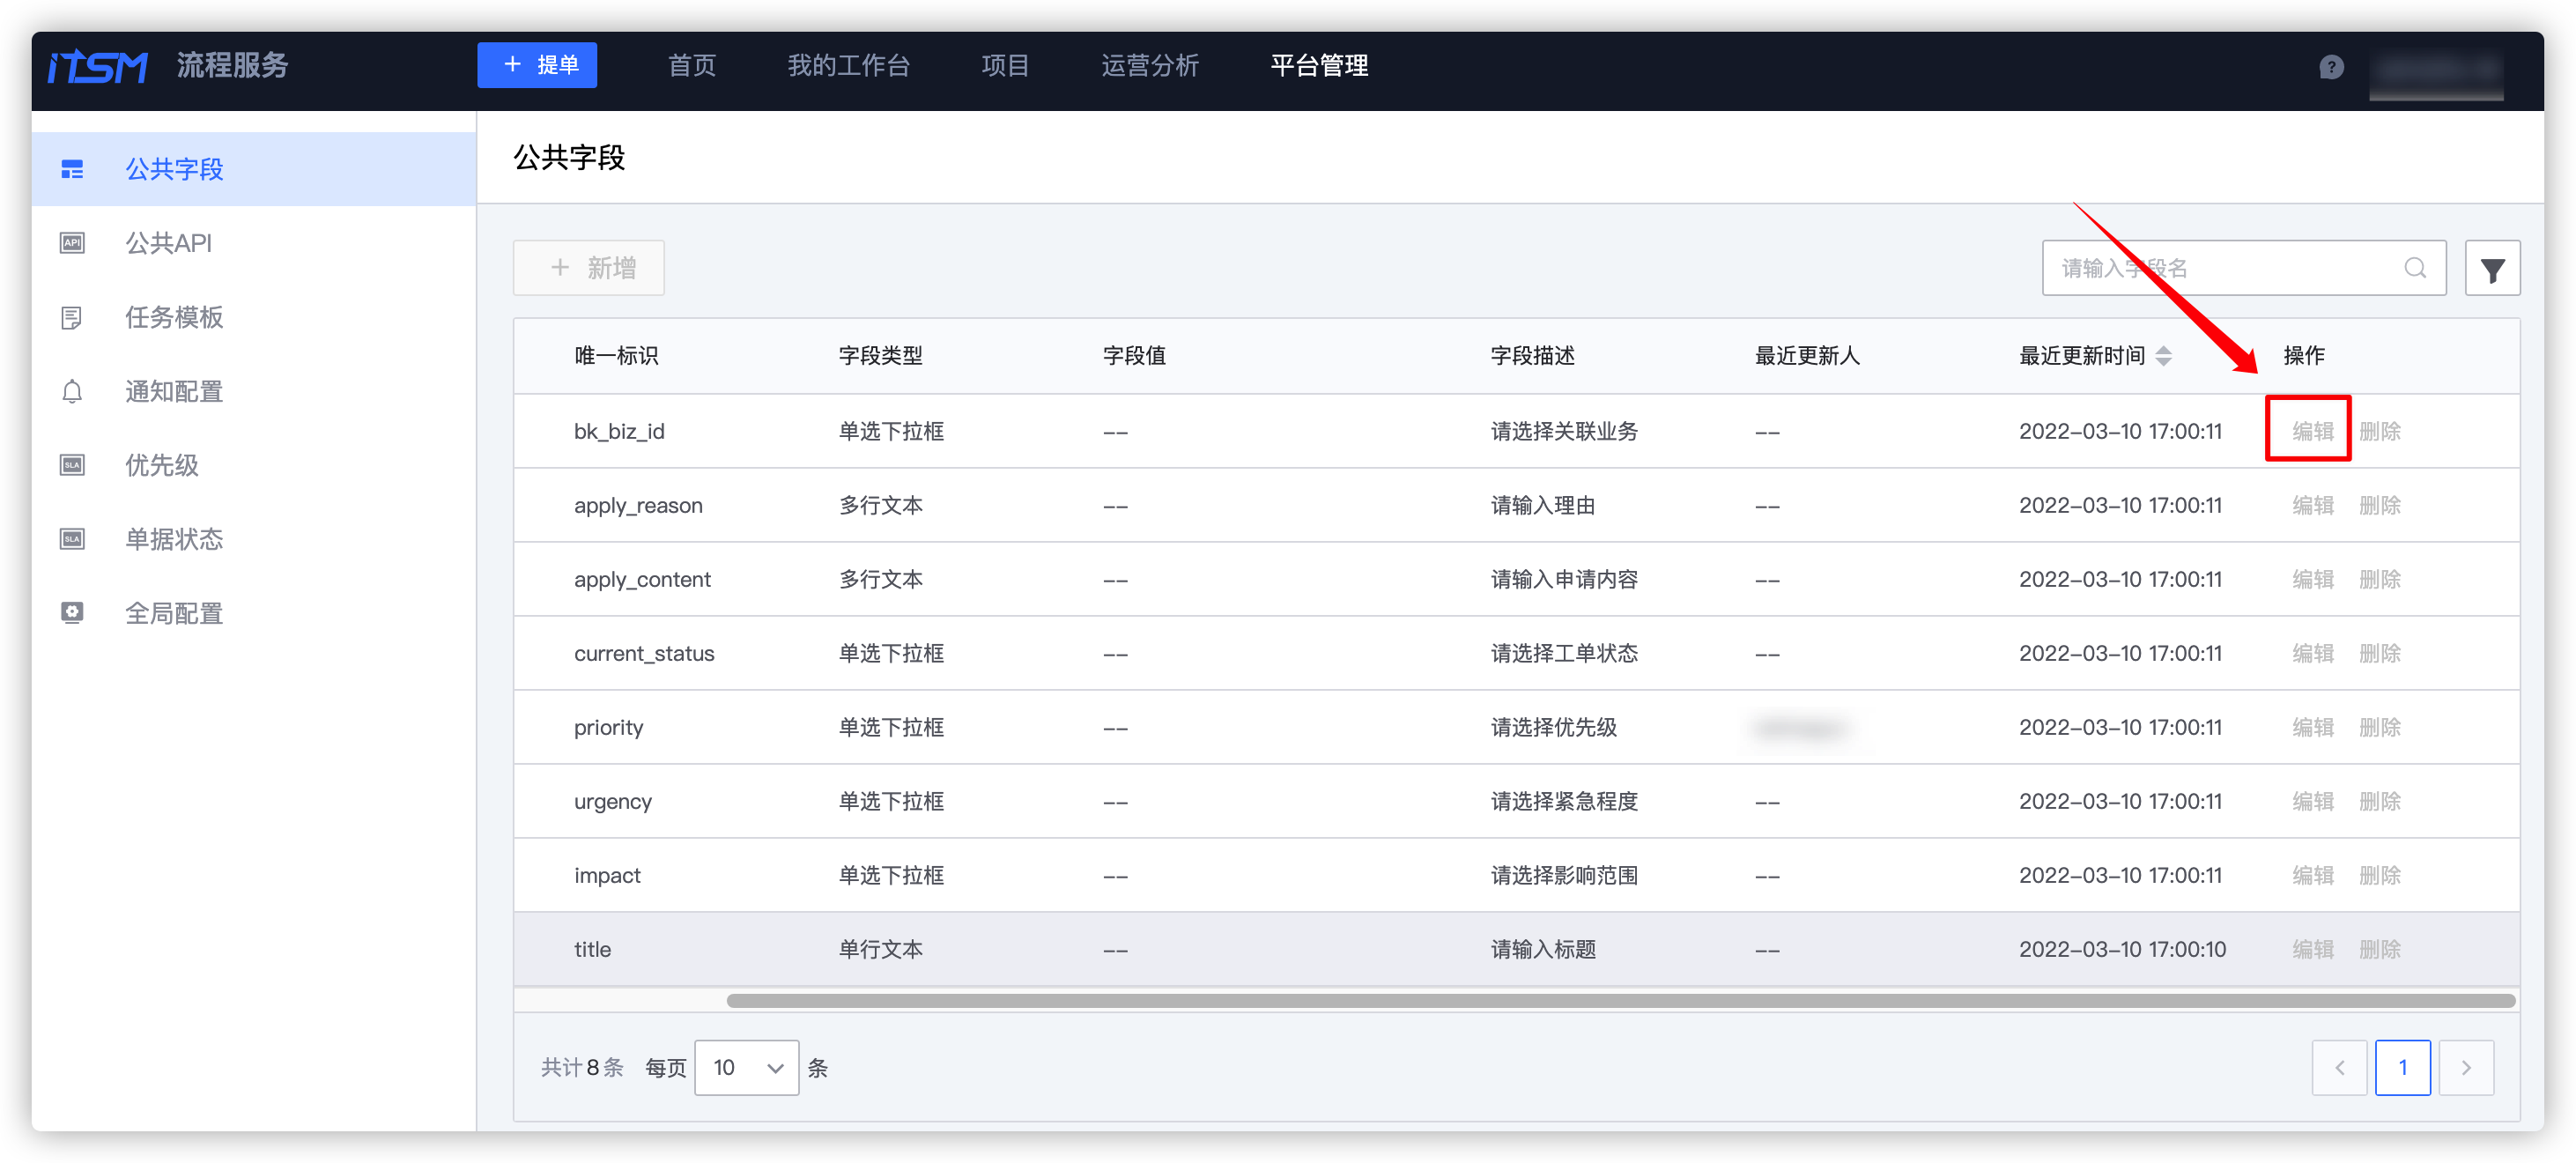 ITSM 流程服务 + 提单 首页 我的工作台 项目 运营分析 平台管理 ?
公共字段
API 公共API
任务模板
通知配置
SLA 优先级
SLA 单据状态
全局配置
公共字段
+ 新增 请输入字段名
唯一标识 字段类型 字段值 字段描述 最近更新人 最近更新时间 操作
bk_biz_id 单选下拉框 -- 请选择关联业务 -- 2022-03-10 17:00:11 编辑 删除
apply_reason 多行文本 -- 请输入理由 -- 2022-03-10 17:00:11 编辑 删除
apply_content 多行文本 -- 请输入申请内容 -- 2022-03-10 17:00:11 编辑 删除
current_status 单选下拉框 -- 请选择工单状态 -- 2022-03-10 17:00:11 编辑 删除
priority 单选下拉框 -- 请选择优先级 2022-03-10 17:00:11 编辑 删除
urgency 单选下拉框 -- 请选择紧急程度 -- 2022-03-10 17:00:11 编辑 删除
impact 单选下拉框 -- 请选择影响范围 -- 2022-03-10 17:00:11 编辑 删除
title 单行文本 -- 请输入标题 -- 2022-03-10 17:00:10 编辑 删除
共计8条 每页 10 条 1